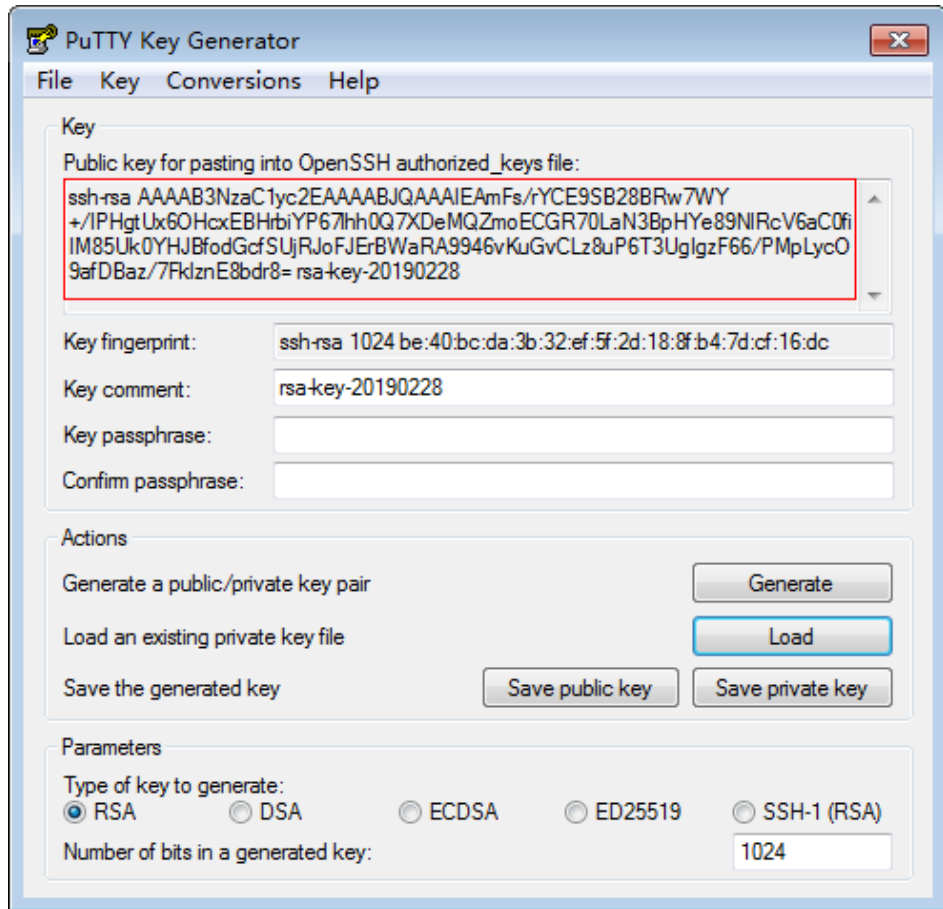 PuTTY Key Generator
File Key Conversions Help
Key
Public key for pasting into OpenSSH authorized_keys file:
ssh-rsa AAAAB3NzaC1yc2EAAAABJQAAAIEAmFs/rYCE9SB28BRw7WY
+/IPHgtUx6OHcxEBHrbiYP67lhh0Q7XDeMQZmoECGR70LaN3BpHYe89NIRcV6aC0fi
IM85Uk0YHJBfodGcfSUjRJoFJErBWaRA9946vKuGvCLz8uP6T3UgIgzF66/PMpLycO
9afDBaz/7FkIznE8bdr8= rsa-key-20190228
Key fingerprint: ssh-rsa 1024 be:40:bc:da:3b:32:ef:5f:2d:18:8f:b4:7d:cf:16:dc
Key comment: rsa-key-20190228
Key passphrase:
Confirm passphrase:
Actions
Generate a public/private key pair Generate
Load an existing private key file Load
Save the generated key Save public key Save private key
Parameters
Type of key to generate:
RSA DSA ECDSA ED25519 SSH-1 (RSA)
Number of bits in a generated key: 1024